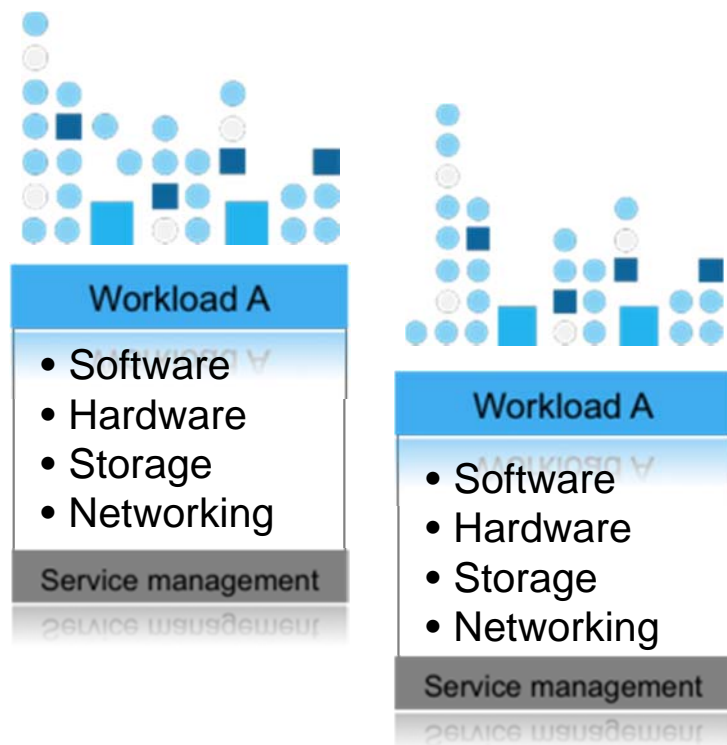 Workload A
• Software
• Hardware
• Storage
• Networking
Service management
Workload A
• Software
• Hardware
• Storage
• Networking
Service management